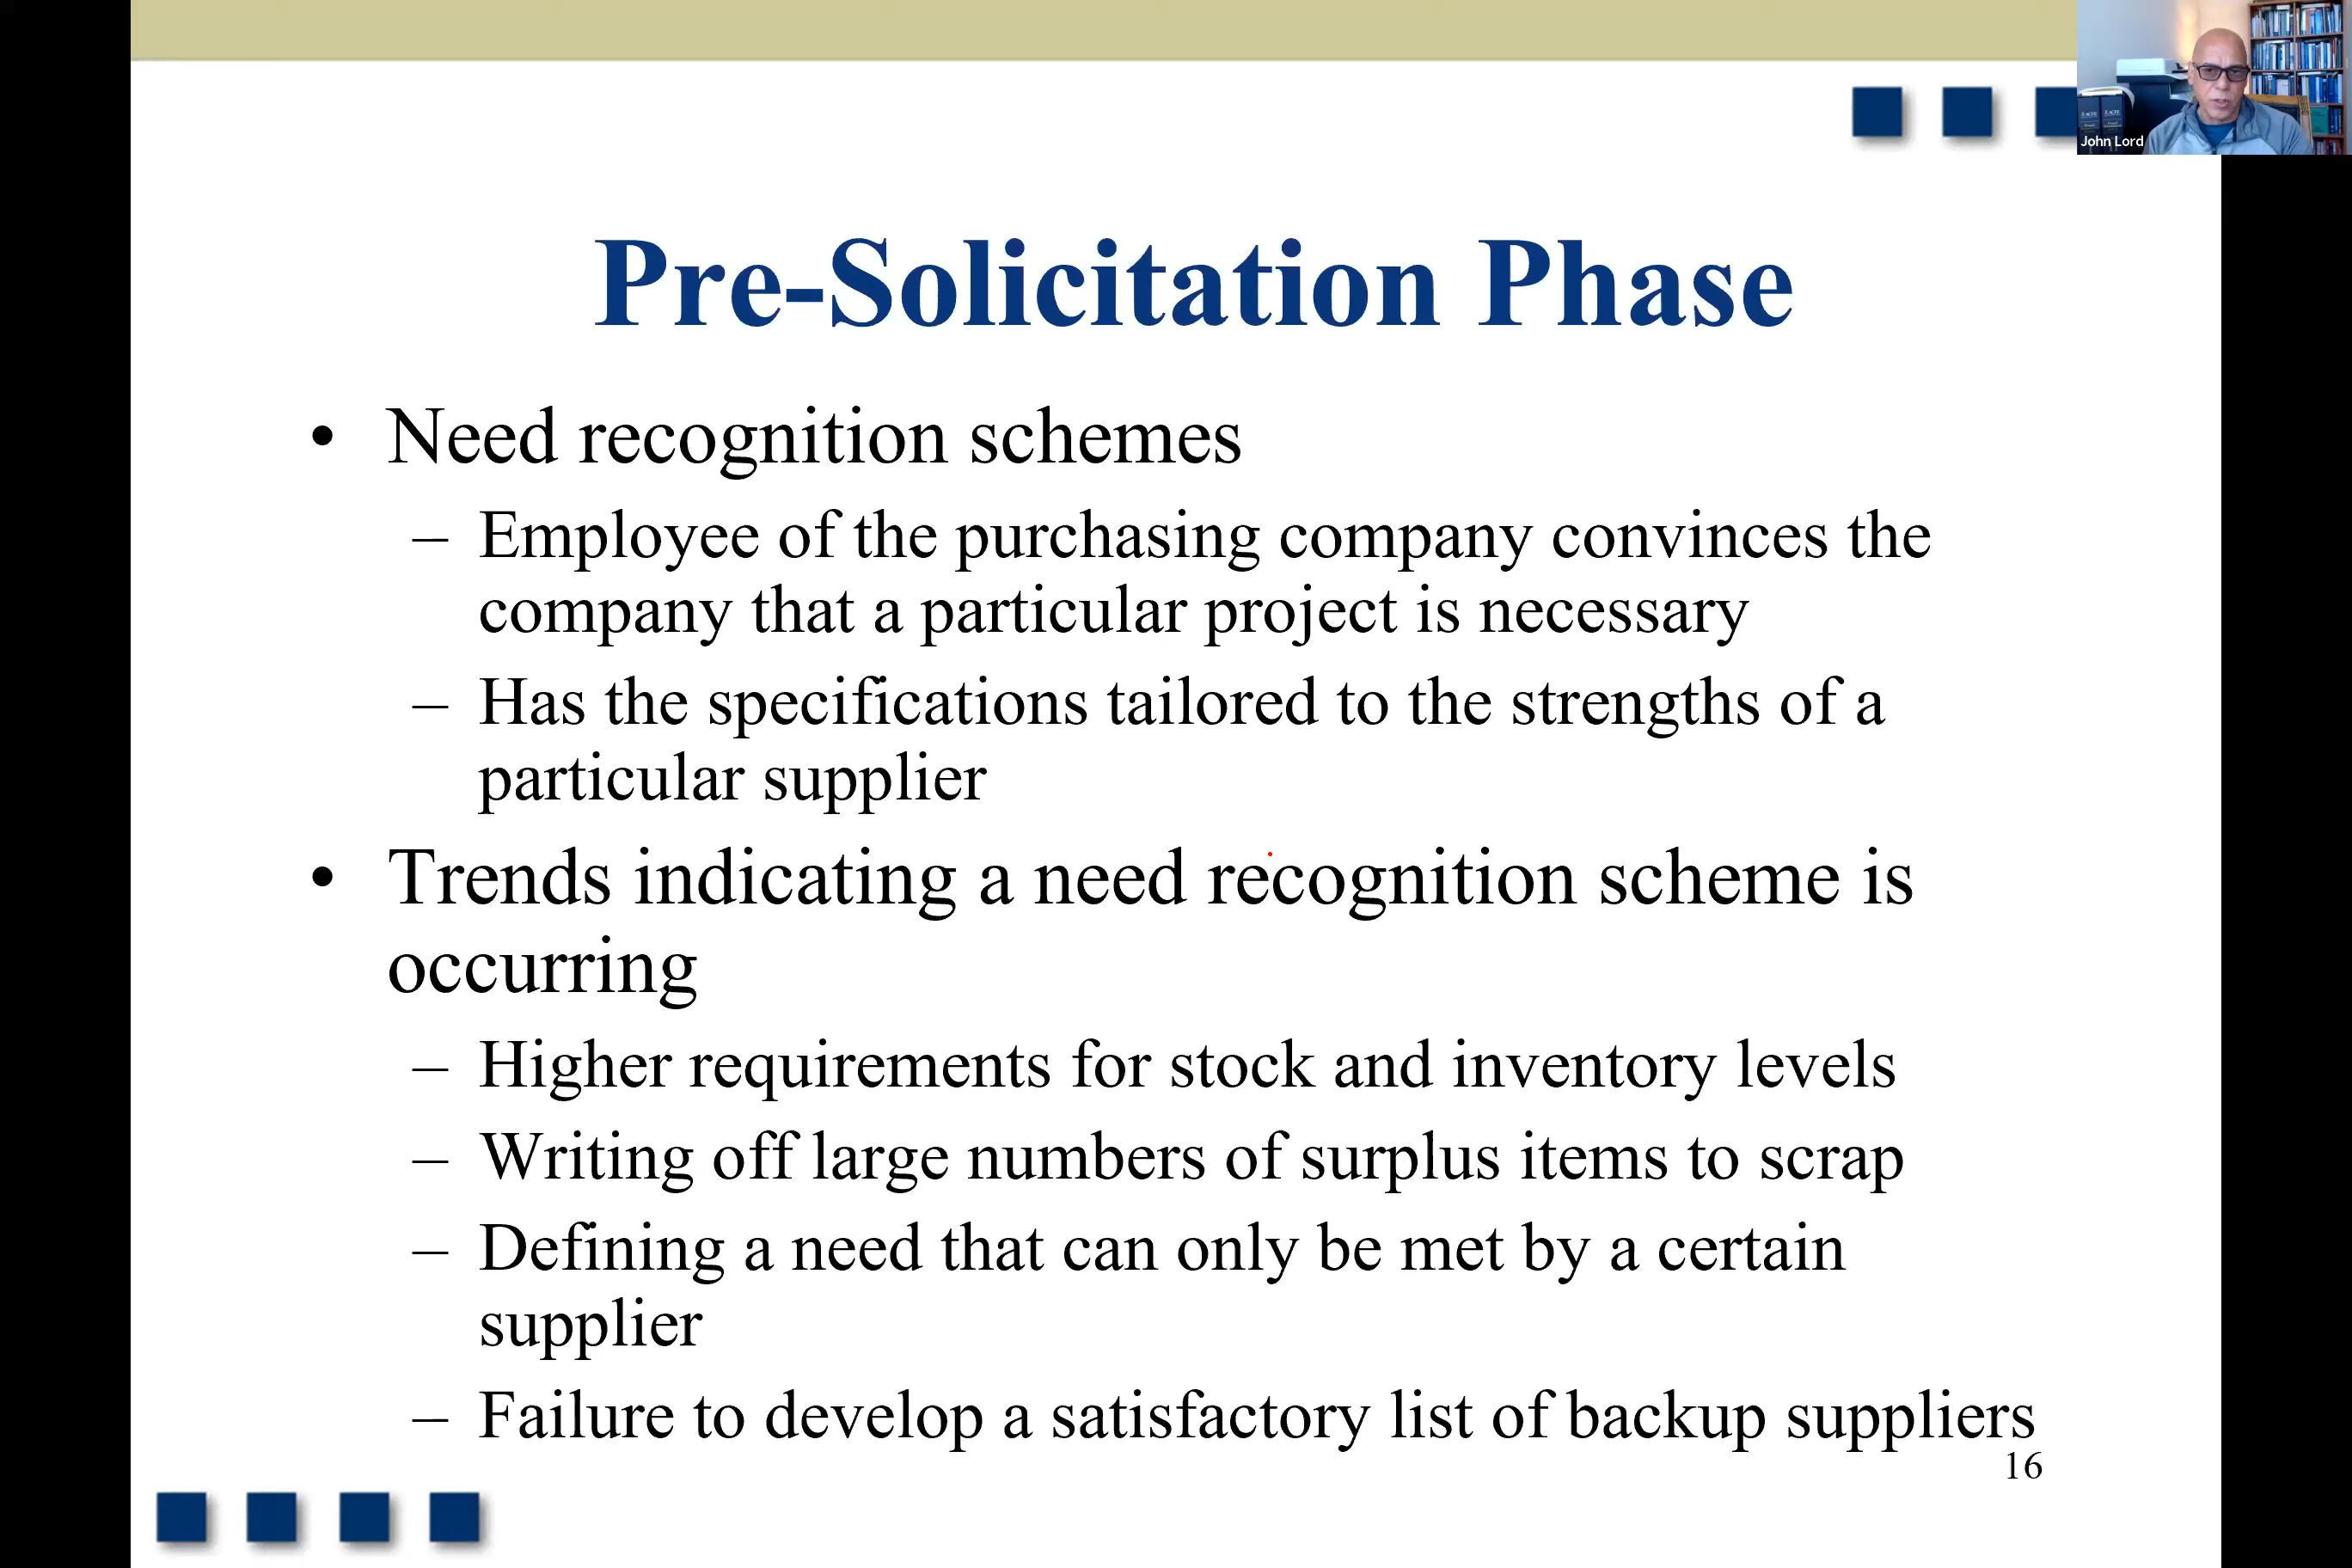 John Lord
Pre-Solicitation Phase
• Need recognition schemes
– Employee of the purchasing company convinces the
company that a particular project is necessary
– Has the specifications tailored to the strengths of a
particular supplier
• Trends indicating a need recognition scheme is
occurring
– Higher requirements for stock and inventory levels
– Writing off large numbers of surplus items to scrap
– Defining a need that can only be met by a certain
supplier
– Failure to develop a satisfactory list of backup suppliers
16